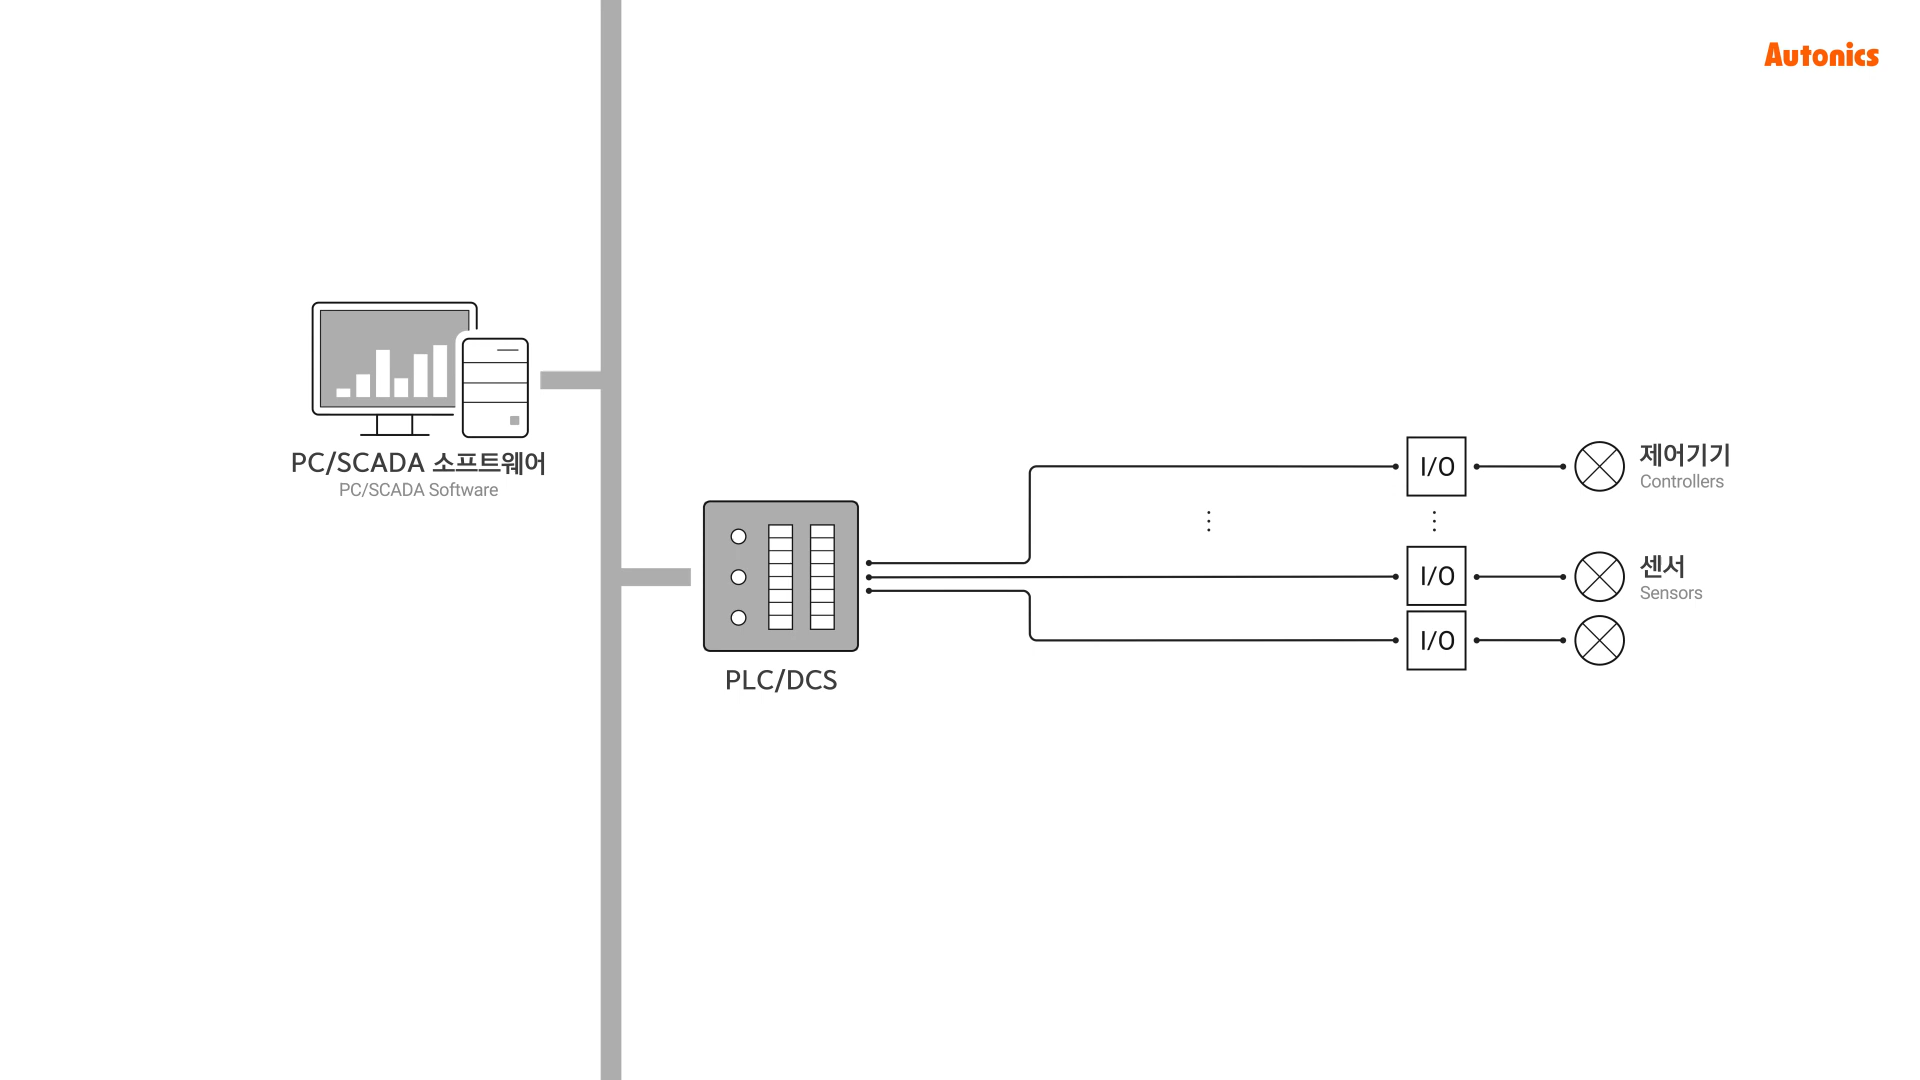 Autonics
PC/SCADA 소프트웨어
PC/SCADA Software
PLC/DCS
I/O
제어기기
Controllers
I/O
센서
Sensors
I/O